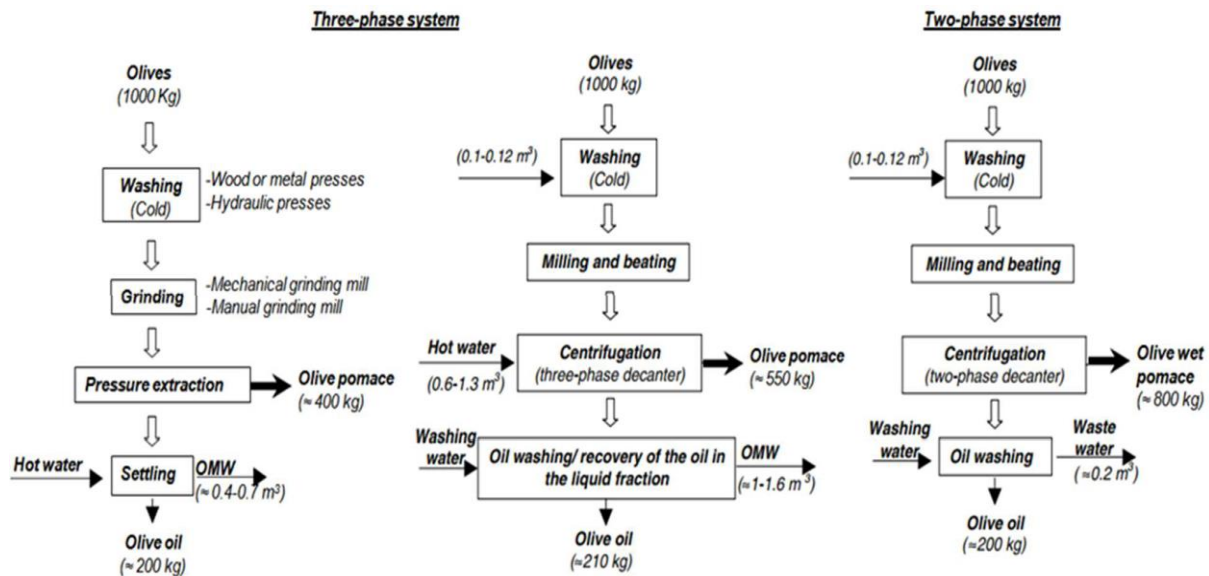 Three-phase system
Olives
(1000 Kg)
Washing
(Cold)
-Wood or metal presses
-Hydraulic presses
Grinding
-Mechanical grinding mill
-Manual grinding mill
Pressure extraction
Olive pomace
(≈ 400 kg)
Hot water
Settling
OMW
(≈ 0.4-0.7 m³)
Olive oil
(≈ 200 kg)
Olives
(1000 kg)
(0.1-0.12 m³)
Washing
(Cold)
Milling and beating
Hot water
(0.6-1.3 m³)
Centrifugation
(three-phase decanter)
Olive pomace
(≈ 550 kg)
Washing
water
Oil washing/ recovery of the oil in
the liquid fraction
OMW
(≈1-1.6 m³)
Olive oil
(≈210 kg)
Two-phase system
Olives
(1000 kg)
(0.1-0.12 m³)
Washing
(Cold)
Milling and beating
Centrifugation
(two-phase decanter)
Olive wet
pomace
(≈ 800 kg)
Washing
water
Oil washing
Waste
water
(≈0.2 m³)
Olive oil
(≈200 kg)